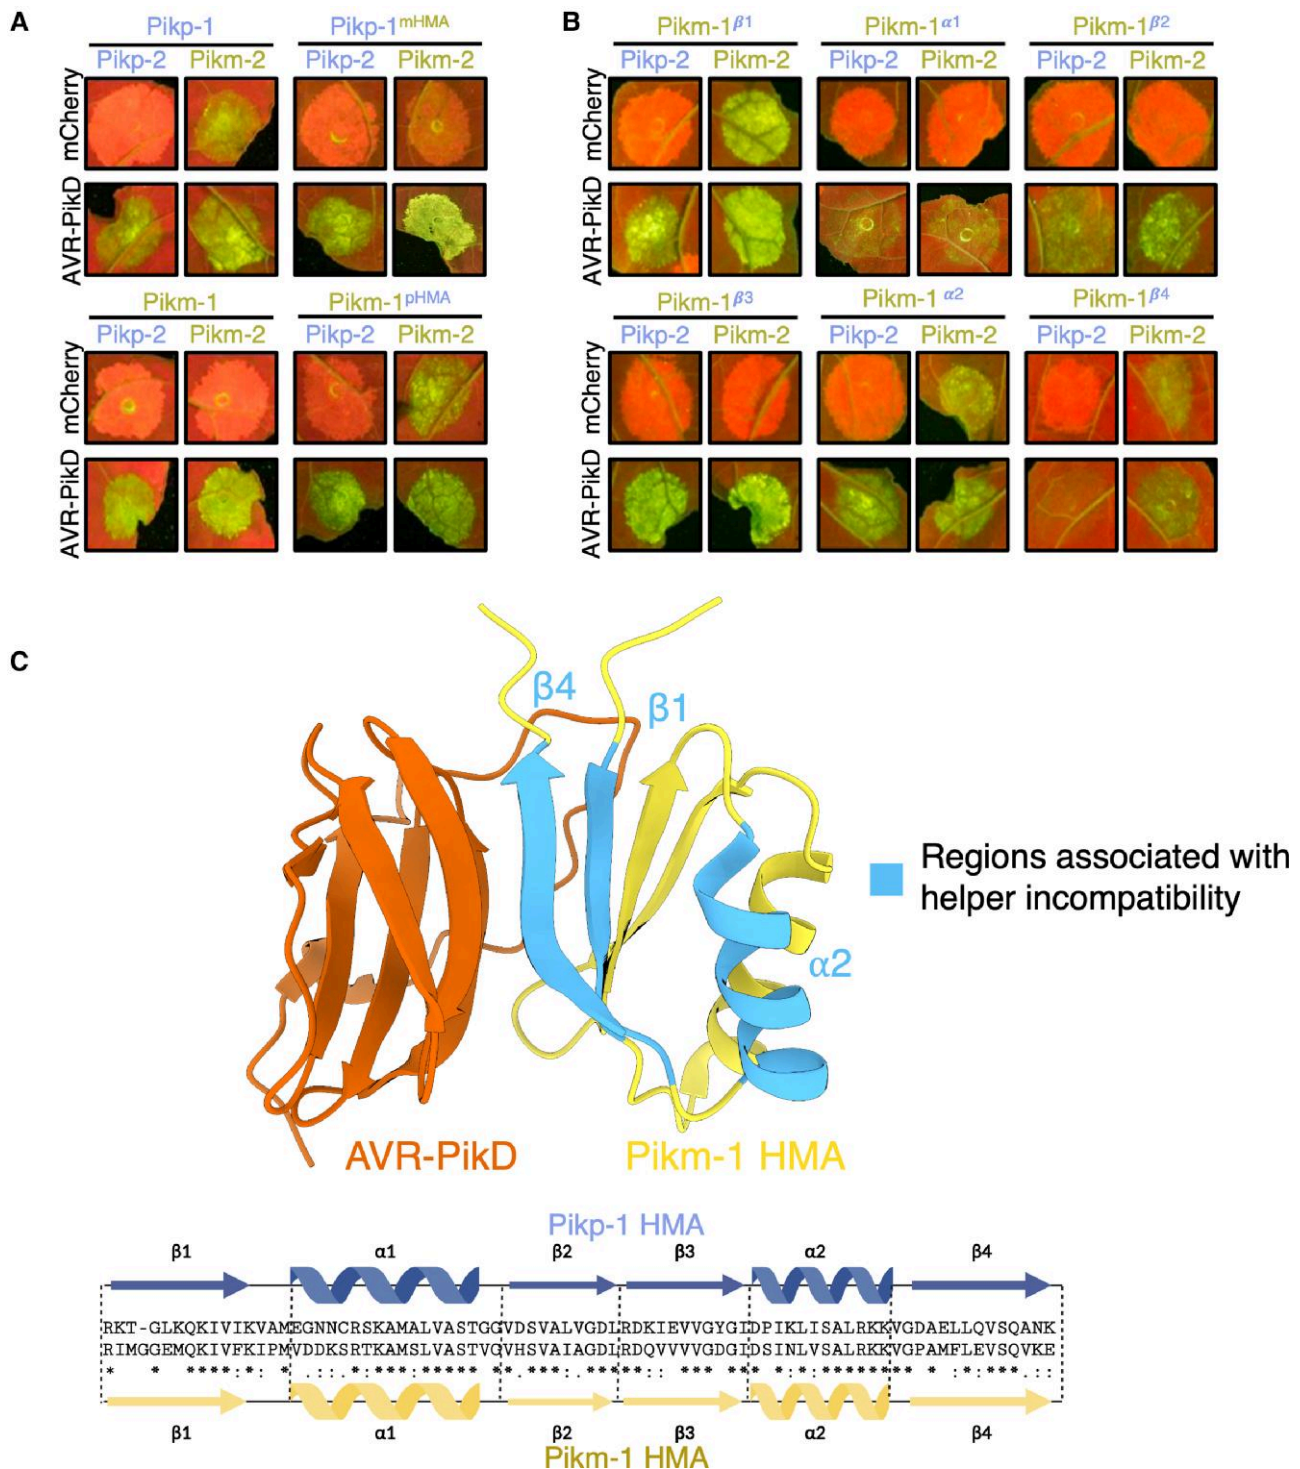 A
Pikp-1 Pikp-1mHMA
Pikp-2 Pikm-2 Pikp-2 Pikm-2
mCherry
AVR-PikD
Pikm-1 Pikm-1pHMA
Pikp-2 Pikm-2 Pikp-2 Pikm-2
mCherry
AVR-PikD
B
Pikm-1β1 Pikm-1α1 Pikm-1β2
Pikp-2 Pikm-2 Pikp-2 Pikm-2 Pikp-2 Pikm-2
mCherry
AVR-PikD
Pikm-1β3 Pikm-1α2 Pikm-1β4
Pikp-2 Pikm-2 Pikp-2 Pikm-2 Pikp-2 Pikm-2
mCherry
AVR-PikD
C
β4
β1
α2
Regions associated with
helper incompatibility
AVR-PikD
Pikm-1 HMA
Pikp-1 HMA
β1 α1 β2 β3 α2 β4
RKT-GLKQKIVIKVAMEGNNCRSKAMALVASTGGVDSVALVGDLRDKIEVVGYGIDPIKLISALRKKVGDAELLQVSQANK
RIMGGEMQKIVFKIPMVDDKSRTKAMSLVASTVGVHSVAIAGDLRDQVVVVGDGIDSINLVSALRKKVGPAMFLEVSQVKE
β1 α1 β2 β3 α2 β4
Pikm-1 HMA